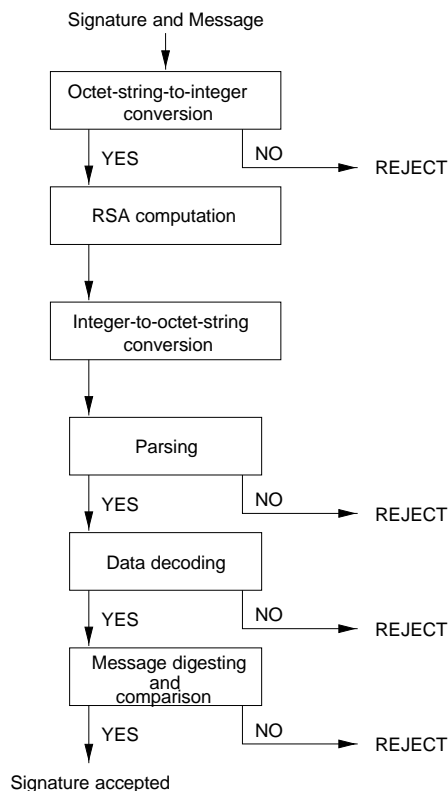 Signature and Message
Octet-string-to-integer
conversion
YES
NO
REJECT
RSA computation
Integer-to-octet-string
conversion
Parsing
YES
NO
REJECT
Data decoding
YES
NO
REJECT
Message digesting
and
comparison
YES
NO
REJECT
Signature accepted